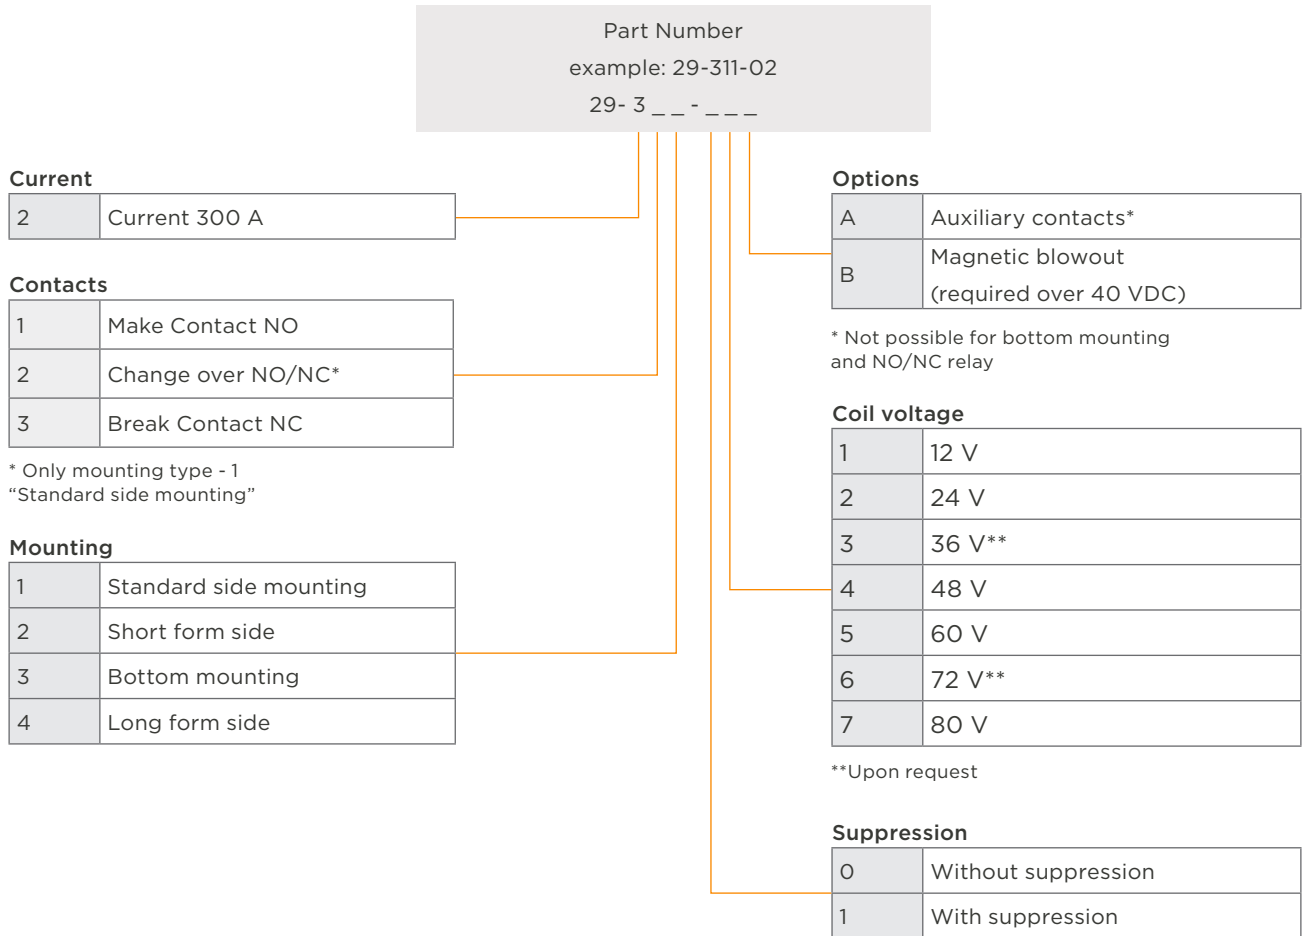 Part Number
example: 29-311-02
29- 3 _ _ - _ _ _
Current
2 Current 300 A
Contacts
1 Make Contact NO
2 Change over NO/NC*
3 Break Contact NC
* Only mounting type - 1
“Standard side mounting”
Mounting
1 Standard side mounting
2 Short form side
3 Bottom mounting
4 Long form side
Options
A Auxiliary contacts*
B Magnetic blowout
(required over 40 VDC)
* Not possible for bottom mounting
and NO/NC relay
Coil voltage
1 12 V
2 24 V
3 36 V**
4 48 V
5 60 V
6 72 V**
7 80 V
**Upon request
Suppression
0 Without suppression
1 With suppression